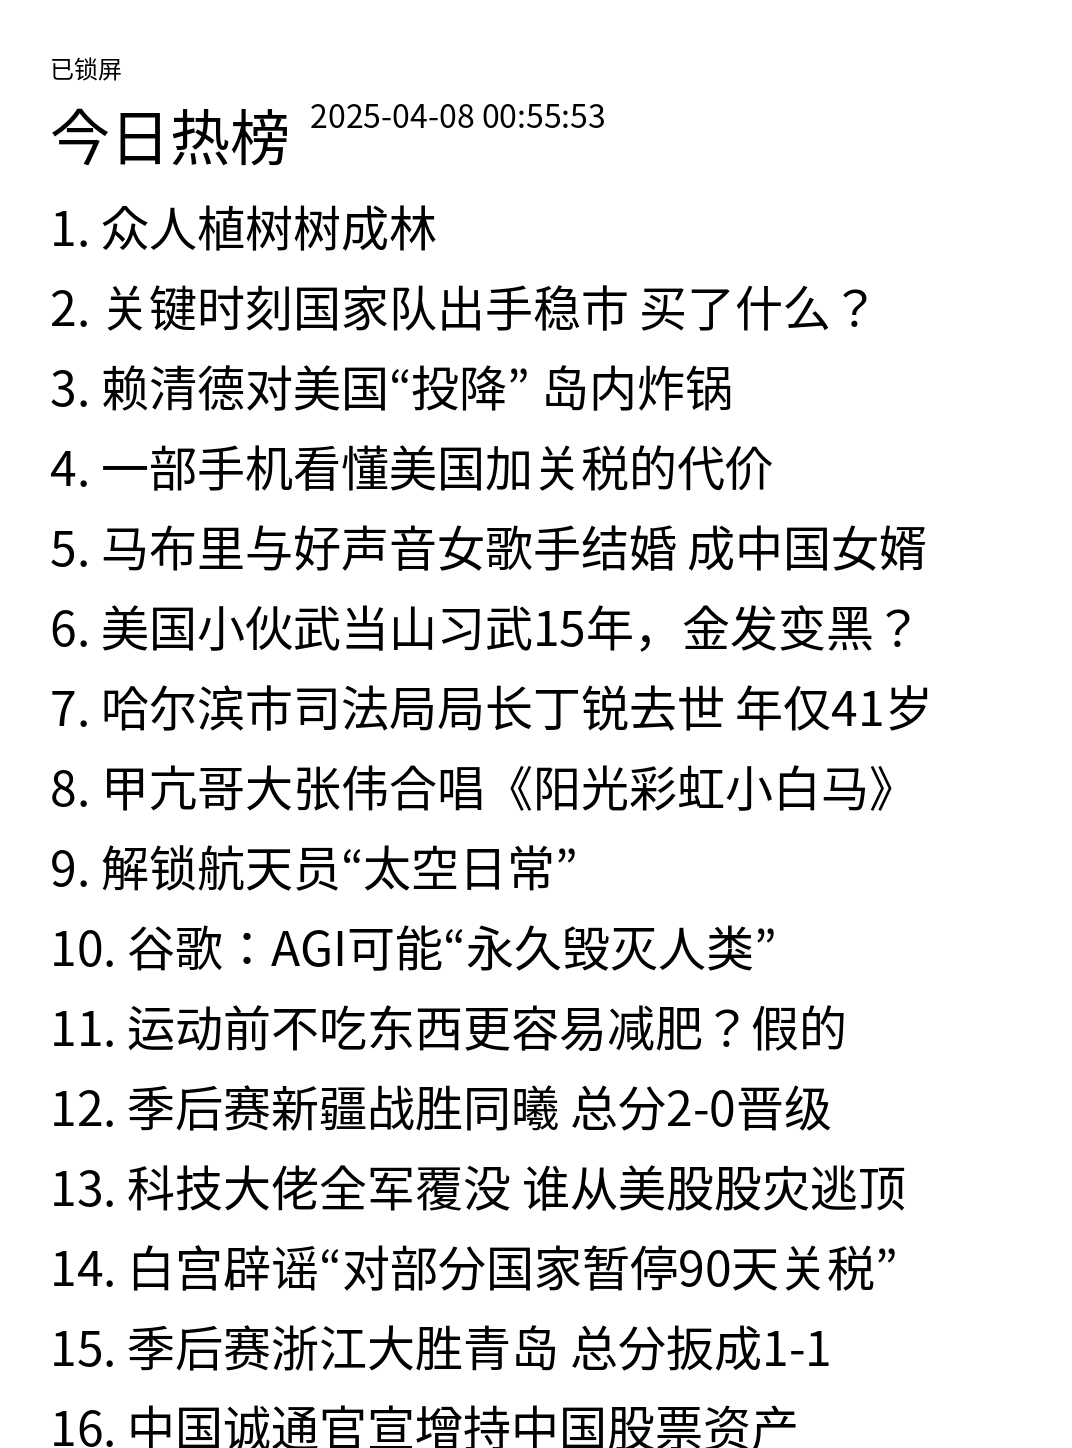 已锁屏
今日热榜 2025-04-08 00:55:53
1. 众人植树树成林
2. 关键时刻国家队出手稳市 买了什么？
3. 赖清德对美国“投降” 岛内炸锅
4. 一部手机看懂美国加关税的代价
5. 马布里与好声音女歌手结婚 成中国女婿
6. 美国小伙武当山习武15年，金发变黑？
7. 哈尔滨市司法局局长丁锐去世 年仅41岁
8. 甲亢哥大张伟合唱《阳光彩虹小白马》
9. 解锁航天员“太空日常”
10. 谷歌：AGI可能“永久毁灭人类”
11. 运动前不吃东西更容易减肥？假的
12. 季后赛新疆战胜同曦 总分2-0晋级
13. 科技大佬全军覆没 谁从美股股灾逃顶
14. 白宫辟谣“对部分国家暂停90天关税”
15. 季后赛浙江大胜青岛 总分扳成1-1
16. 中国诚通官宣增持中国股票资产